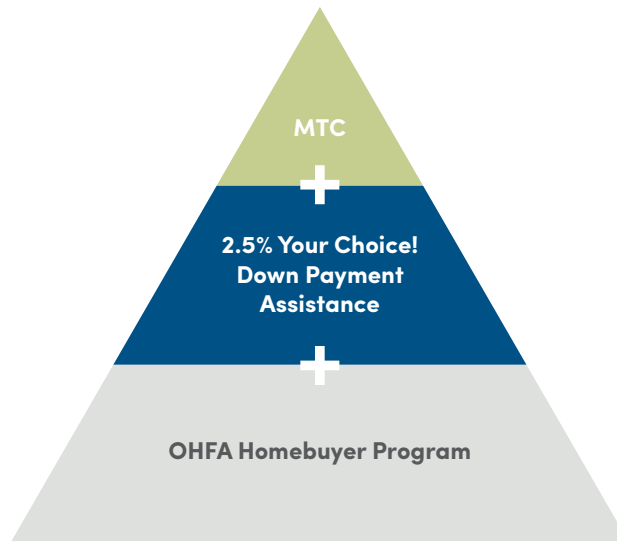 MTC
+
2.5% Your Choice!
Down Payment
Assistance
+
OHFA Homebuyer Program